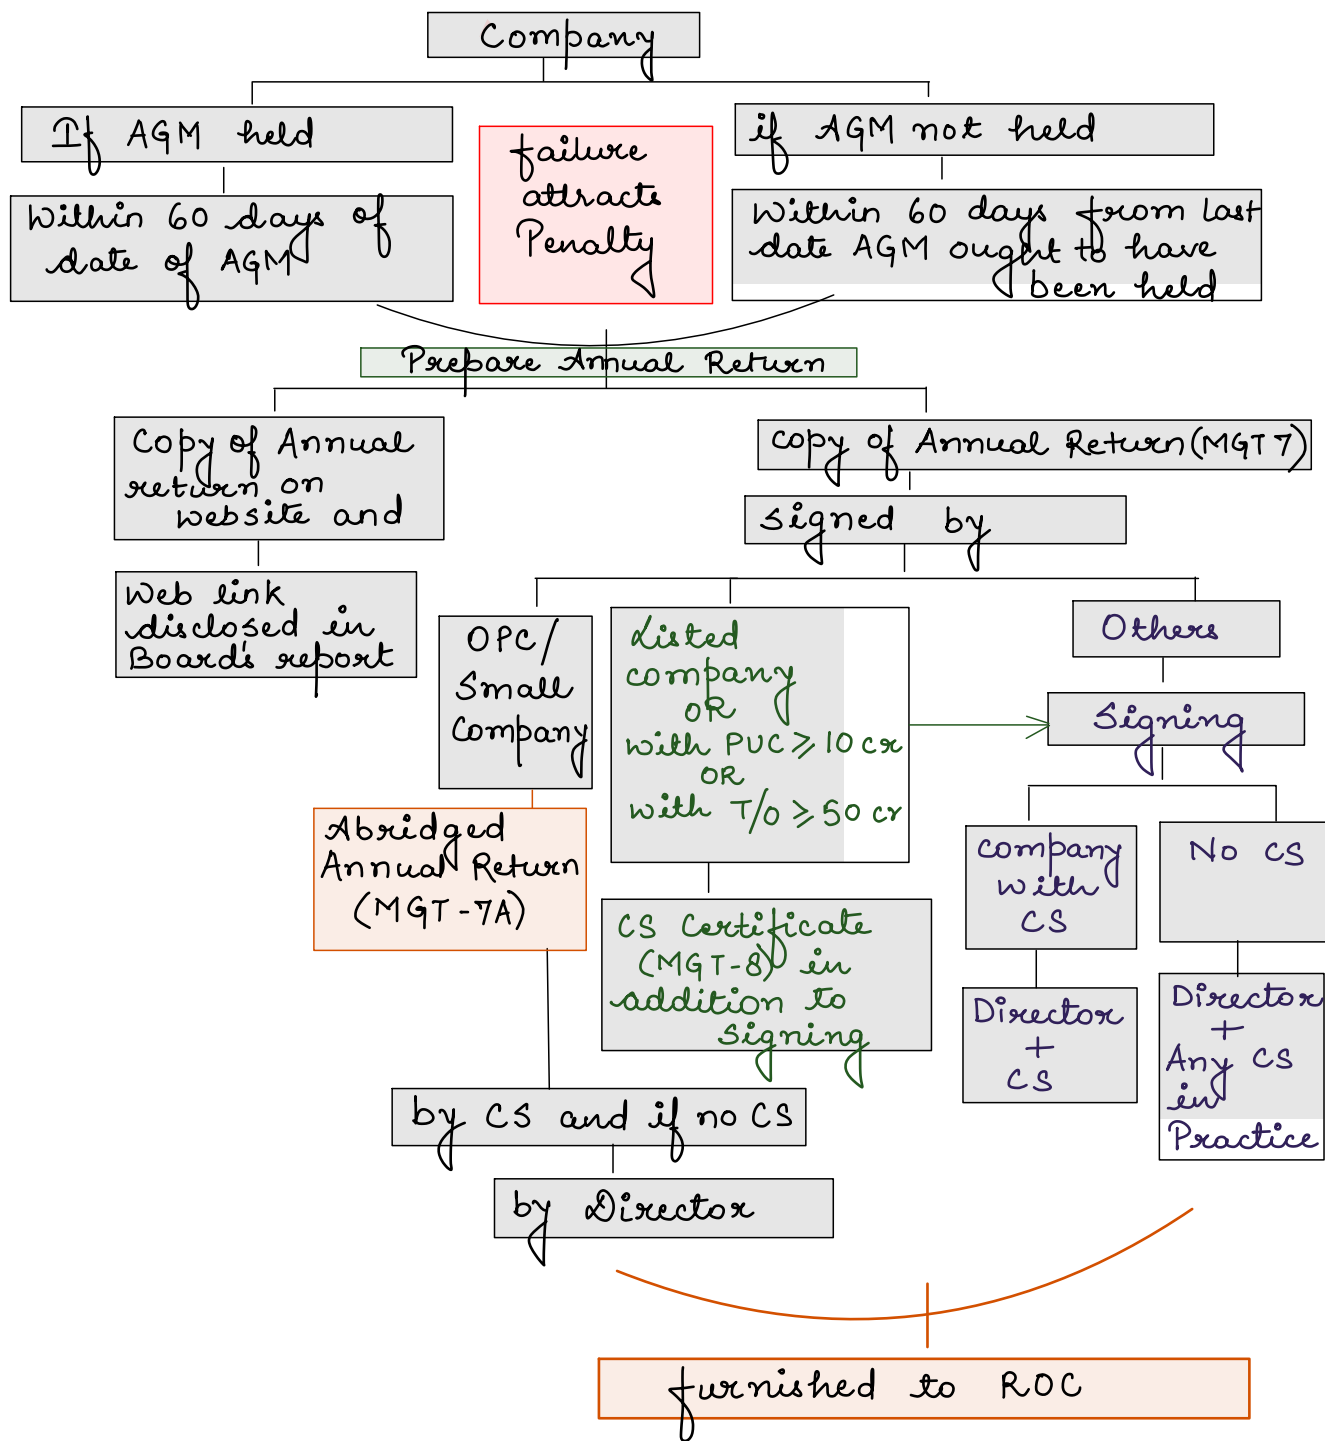 Company
If AGM held
Within 60 days of
date of AGM
failure
attracts
Penalty
if AGM not held
Within 60 days from last
date AGM ought to have
been held
Prepare Annual Return
Copy of Annual
return on
website and
Web link
disclosed in
Board's report
Copy of Annual Return (MGT 7)
Signed by
OPC/
Small
Company
Abridged
Annual Return
(MGT-7A)
by CS and if no CS
by Director
Listed
company
OR
with PUC ⩾ 10 cr
OR
with T/O ⩾ 50 cr
CS Certificate
(MGT-8) in
addition to
Signing
Others
Signing
Company
with
CS
Director
+
CS
No CS
Director
+
Any CS
in
Practice
furnished to ROC